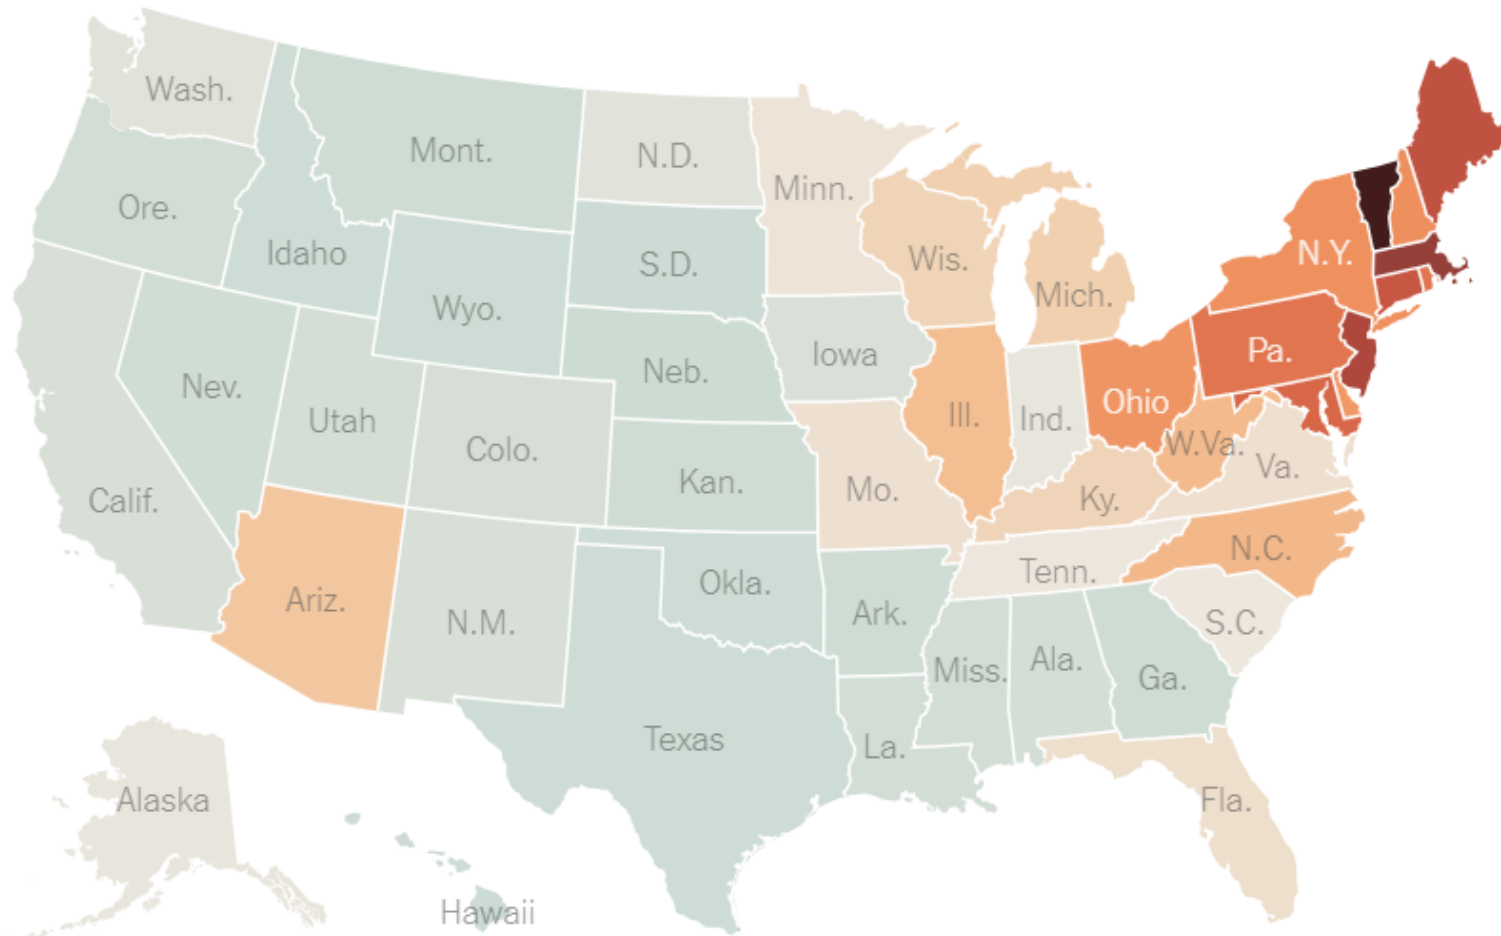 Wash.
Mont.
N.D.
Minn.
Ore.
Idaho
N.Y.
Wis.
S.D.
Mich.
Wyo.
Iowa
Pa.
Neb.
Nev.
Ohio
Ill.
Ind.
Utah
Colo.
W.Va.
Va.
Kan.
Mo.
Calif.
Ky.
N.C.
Tenn.
Okla.
Ariz.
N.M.
Ark.
S.C.
Miss.
Ala.
Ga.
Texas
La.
Alaska
Fla.
Hawaii